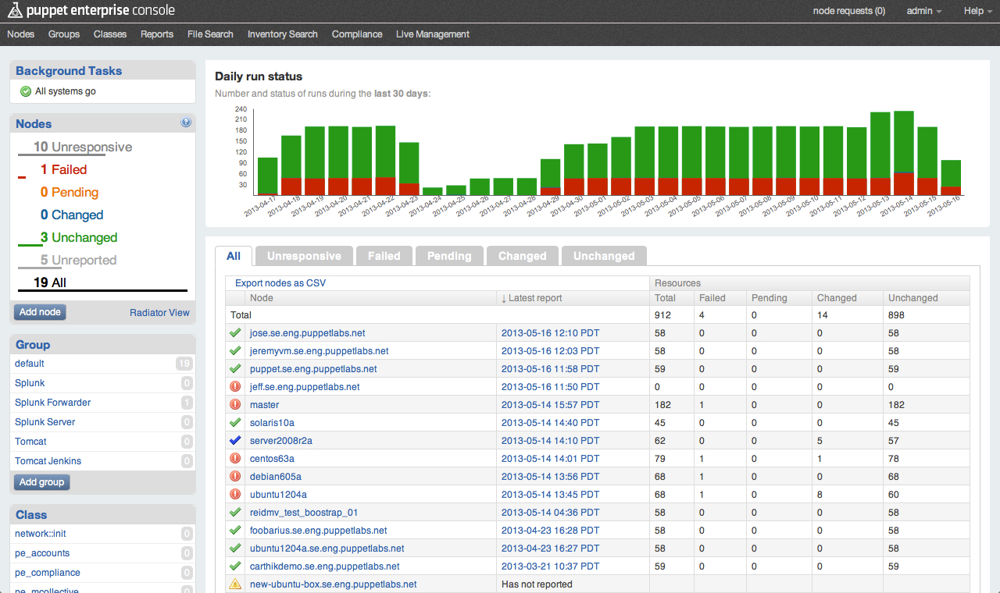 puppet enterprise console
node requests (0) admin Help
Nodes Groups Classes Reports File Search Inventory Search Compliance Live Management
Background Tasks
All systems go
Nodes
10 Unresponsive
1 Failed
0 Pending
0 Changed
3 Unchanged
5 Unreported
19 All
Add node Radiator View
Group
default 19
Splunk 0
Splunk Forwarder 1
Splunk Server 0
Tomcat 0
Tomcat Jenkins 0
Add group
Class
network::init 0
pe_accounts 0
pe_compliance 0
pe_mcollective 0
Daily run status
Number and status of runs during the last 30 days:
240
210
180
150
120
90
60
30
2013-04-17 2013-04-18 2013-04-19 2013-04-20 2013-04-21 2013-04-22 2013-04-23 2013-04-24 2013-04-25 2013-04-26 2013-04-27 2013-04-28 2013-04-29 2013-04-30 2013-05-01 2013-05-02 2013-05-03 2013-05-04 2013-05-05 2013-05-06 2013-05-07 2013-05-08 2013-05-09 2013-05-10 2013-05-11 2013-05-12 2013-05-13 2013-05-14 2013-05-15 2013-05-16
All Unresponsive Failed Pending Changed Unchanged
Export nodes as CSV Resources
Node ↓ Latest report Total Failed Pending Changed Unchanged
Total 912 4 0 14 898
jose.se.eng.puppetlabs.net 2013-05-16 12:10 PDT 58 0 0 0 58
jeremyvm.se.eng.puppetlabs.net 2013-05-16 12:03 PDT 58 0 0 0 58
puppet.se.eng.puppetlabs.net 2013-05-16 11:58 PDT 59 0 0 0 59
jeff.se.eng.puppetlabs.net 2013-05-16 11:50 PDT 0 0 0 0 0
master 2013-05-14 15:57 PDT 182 1 0 0 182
solaris10a 2013-05-14 14:40 PDT 45 0 0 0 45
server2008r2a 2013-05-14 14:10 PDT 62 0 0 5 57
centos63a 2013-05-14 14:01 PDT 79 1 0 1 78
debian605a 2013-05-14 13:56 PDT 68 1 0 0 68
ubuntu1204a 2013-05-14 13:45 PDT 68 1 0 8 60
reidmv_test_boostrap_01 2013-05-14 04:36 PDT 58 0 0 0 58
foobarius.se.eng.puppetlabs.net 2013-04-23 16:28 PDT 58 0 0 0 58
ubuntu1204a.se.eng.puppetlabs.net 2013-04-23 16:27 PDT 58 0 0 0 58
carthikdemo.se.eng.puppetlabs.net 2013-03-21 10:37 PDT 59 0 0 0 59
new-ubuntu-box.se.eng.puppetlabs.net Has not reported